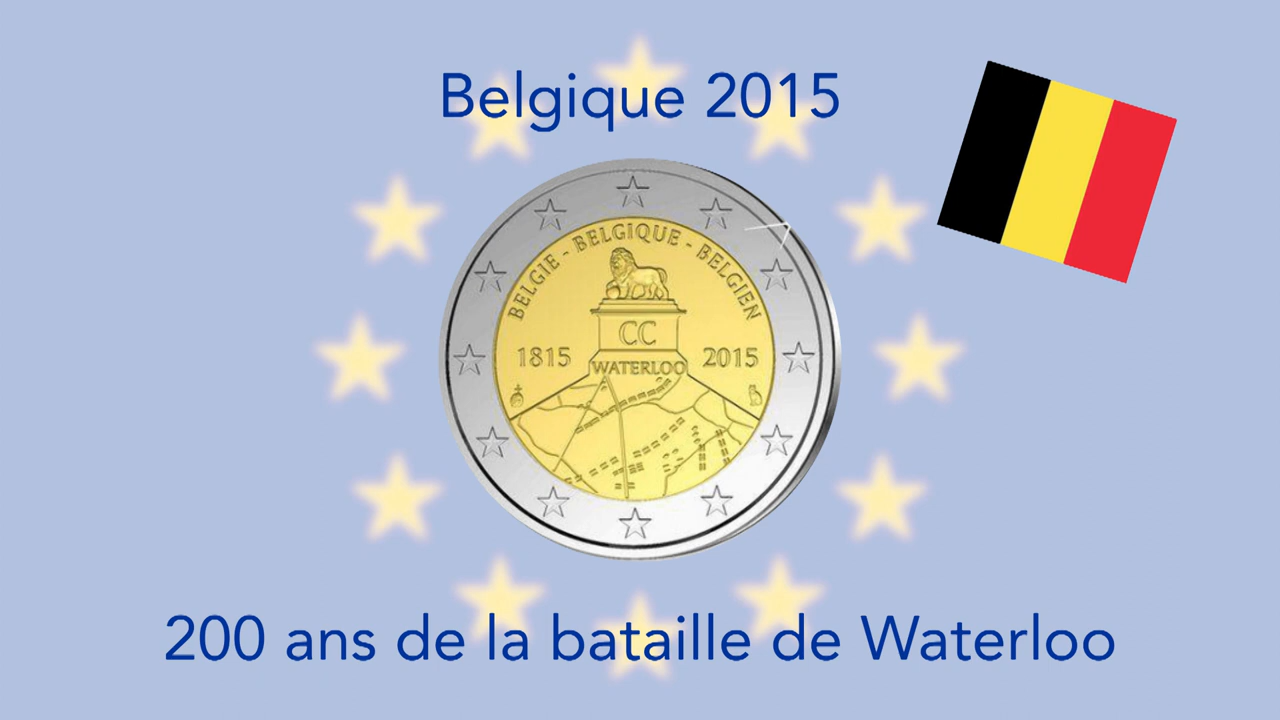 Belgique 2015
BELGIE - BELGIQUE - BELGIEN
CC
1815 2015
WATERLOO
200 ans de la bataille de Waterloo